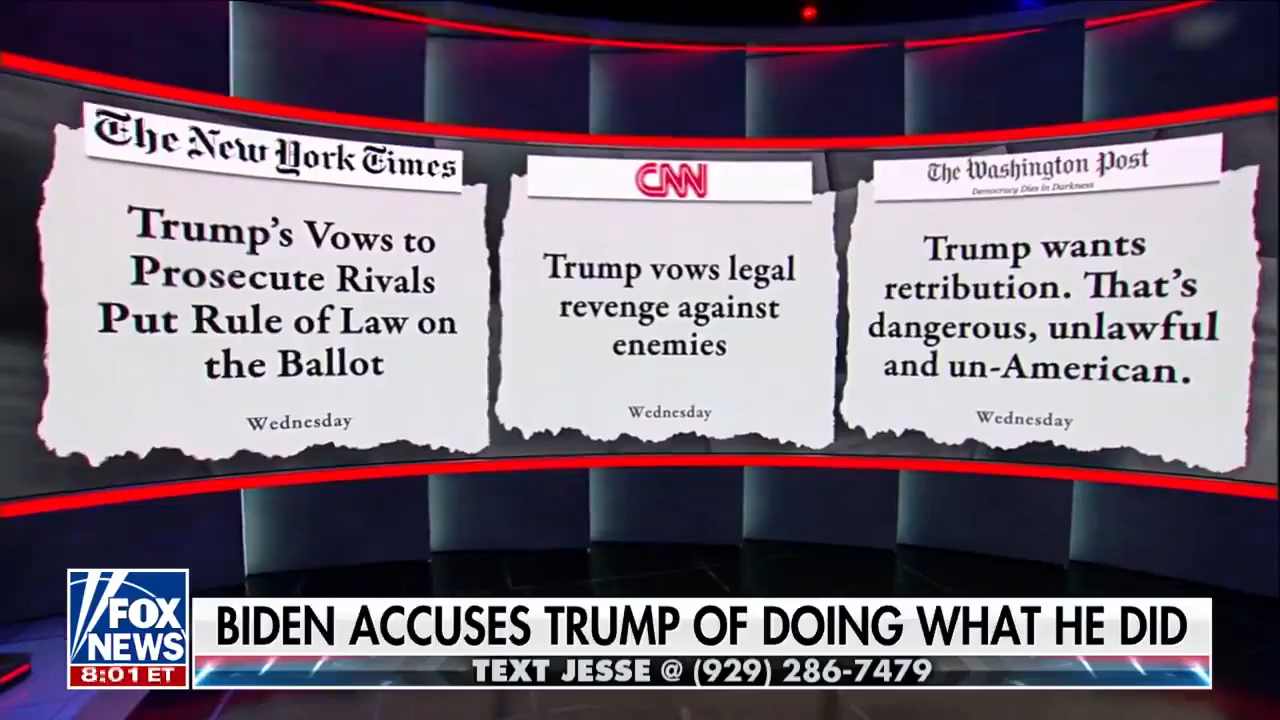 The New York Times
Trump's Vows to
Prosecute Rivals
Put Rule of Law on
the Ballot
Wednesday
CNN
Trump vows legal
revenge against
enemies
Wednesday
The Washington Post
Democracy Dies in Darkness
Trump wants
retribution. That's
dangerous, unlawful
and un-American.
Wednesday
FOX
NEWS
8:01 ET
BIDEN ACCUSES TRUMP OF DOING WHAT HE DID
TEXT JESSE @ (929) 286-7479